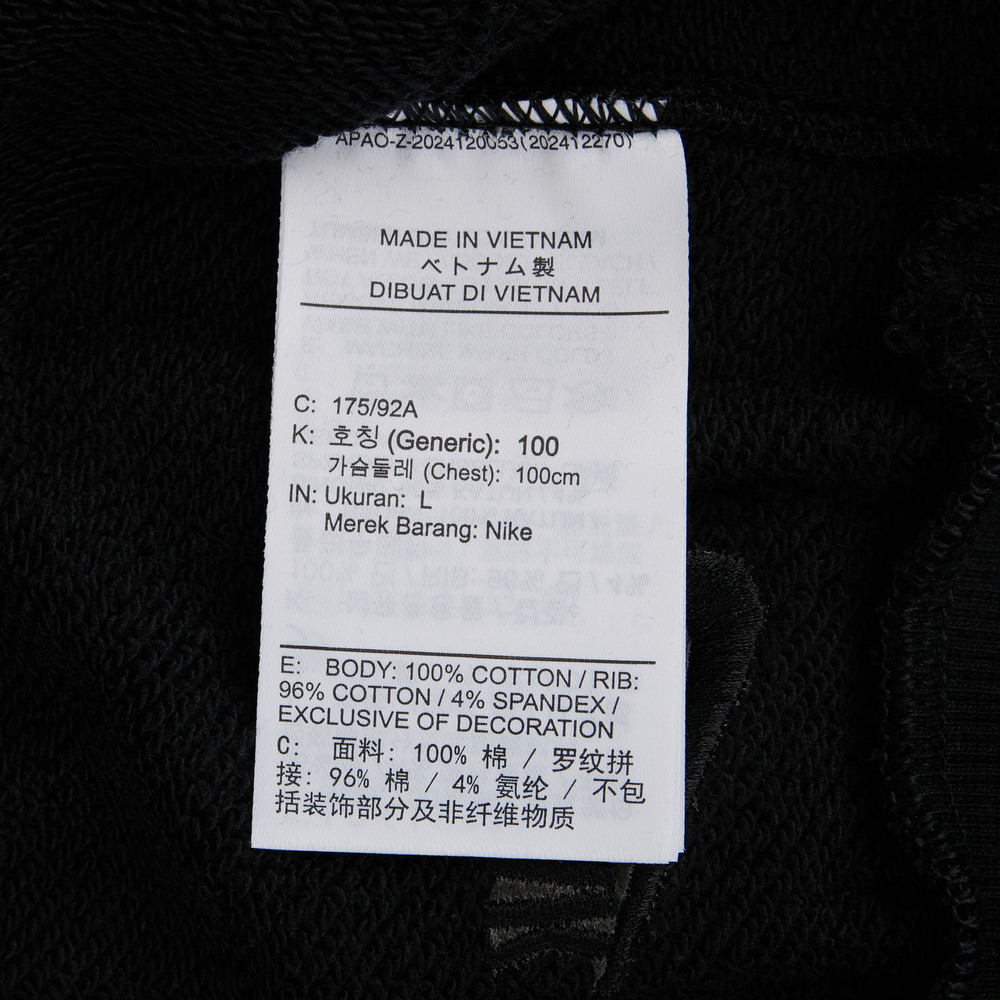 APAO-Z-2024120053(202412270)
MADE IN VIETNAM
ベトナム製
DIBUAT DI VIETNAM
C: 175/92A
K: 호칭 (Generic): 100
가슴둘레 (Chest): 100cm
IN: Ukuran: L
Merek Barang: Nike
E: BODY: 100% COTTON / RIB:
96% COTTON / 4% SPANDEX /
EXCLUSIVE OF DECORATION
C: 面料: 100% 棉 / 罗纹拼
接: 96% 棉 / 4% 氨纶 / 不包
括装饰部分及非纤维物质